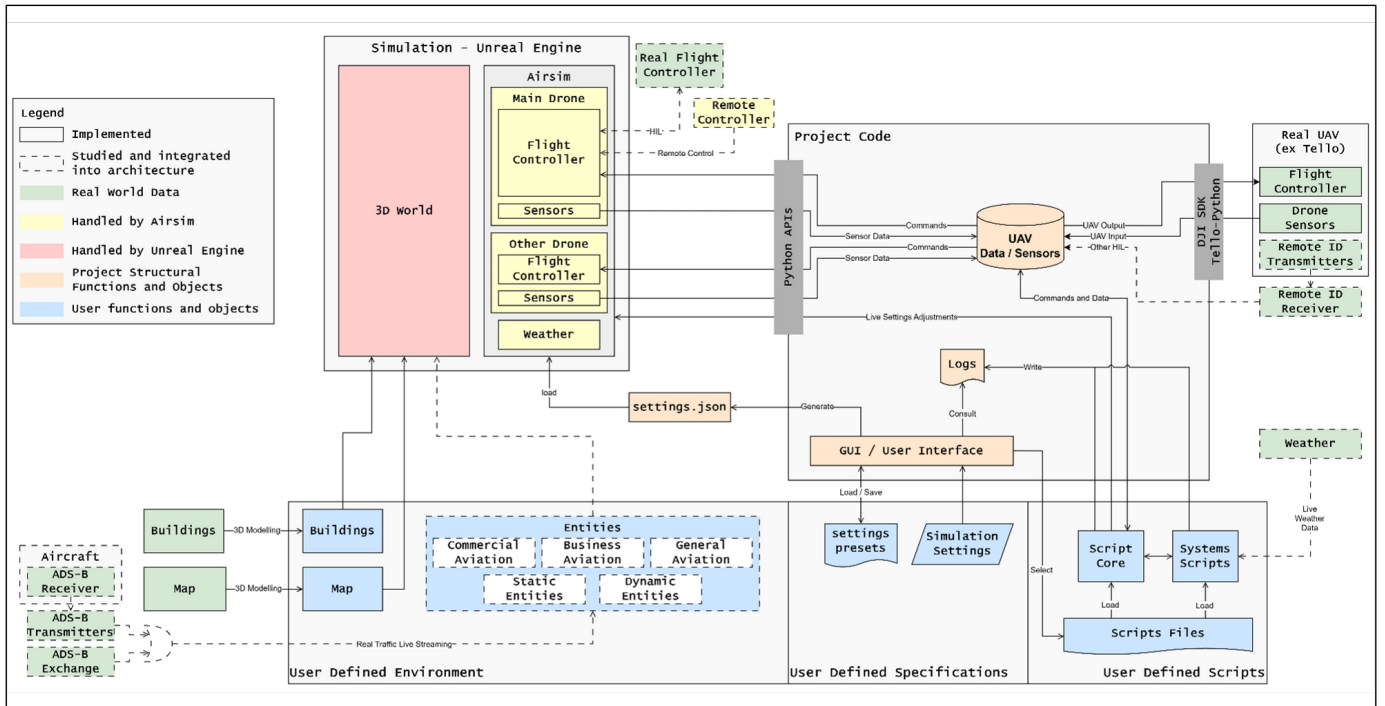 Simulation - Unreal Engine
3D World
Airsim
Main Drone
Flight
Controller
Sensors
Other Drone
Flight
Controller
Sensors
Weather
Real Flight
Controller
Remote
Controller
HIL
Remote Control
Legend
Implemented
Studied and integrated
into architecture
Real World Data
Handled by Airsim
Handled by Unreal Engine
Project Structural
Functions and Objects
User functions and objects
Project Code
Python APIs
Commands
Sensor Data
Commands
Sensor Data
UAV
Data / Sensors
UAV Output
UAV Input
Other HIL
DJI SDK
Tello-Python
Real UAV
(ex Tello)
Flight
Controller
Drone
Sensors
Remote ID
Transmitters
Remote ID
Receiver
Commands and Data
Live Settings Adjustments
Logs
Write
Consult
load
settings.json
Generate
GUI / User Interface
Load / Save
Weather
Live
Weather
Data
Buildings
3D Modelling
Buildings
Map
3D Modelling
Map
Aircraft
ADS-B
Receiver
ADS-B
Transmitters
ADS-B
Exchange
Real Traffic Live Streaming
Entities
Commercial
Aviation
Business
Aviation
General
Aviation
Static
Entities
Dynamic
Entities
User Defined Environment
settings
presets
Simulation
Settings
User Defined Specifications
Select
Script
Core
Systems
Scripts
Load
Load
Scripts Files
User Defined Scripts